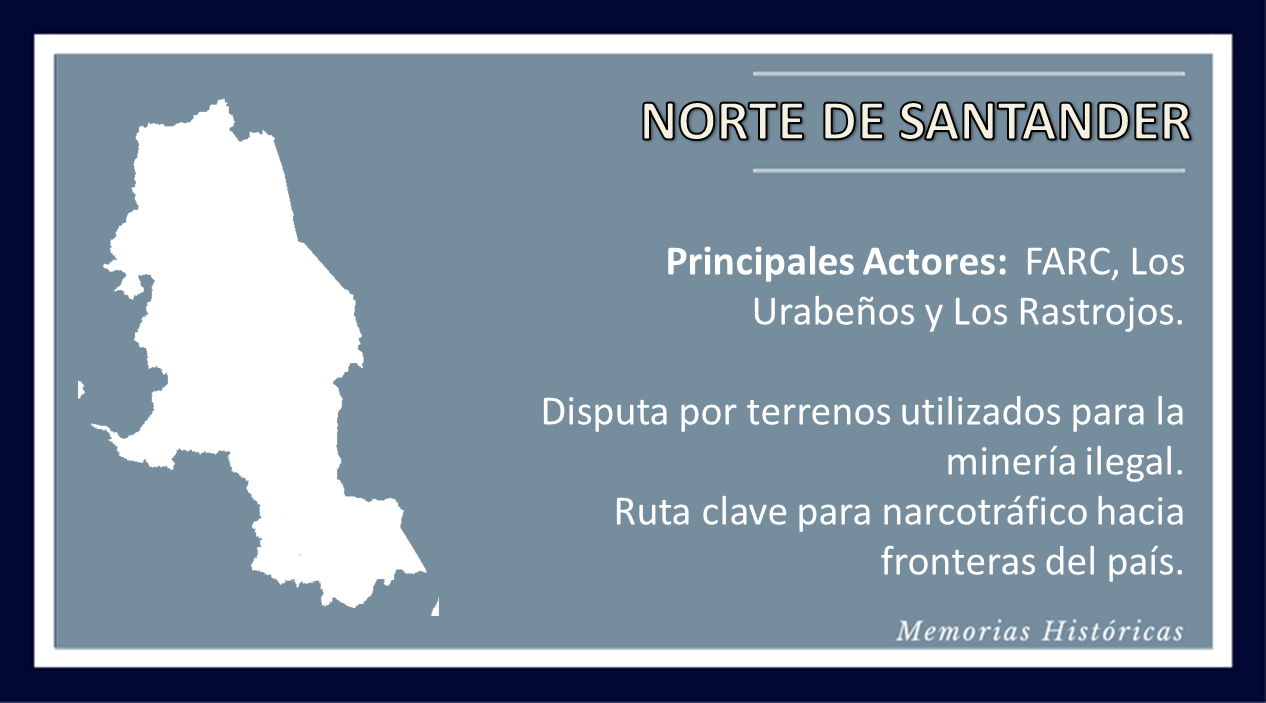 NORTE DE SANTANDER
Principales Actores: FARC, Los
Urabeños y Los Rastrojos.
Disputa por terrenos utilizados para la
minería ilegal.
Ruta clave para narcotráfico hacia
fronteras del país.
Memorias Históricas